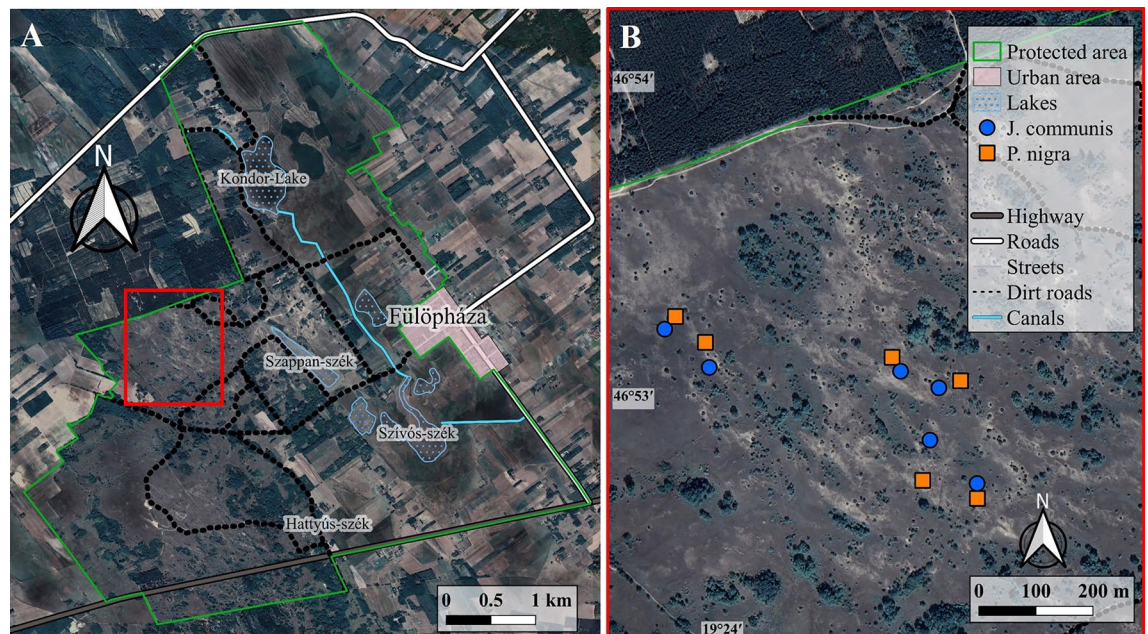 A
N
Kondor-Lake
Fülöpháza
Szappan-szék
Szívós-szék
Hattyús-szék
0 0.5 1 km
B
46°54'
46°53'
19°24'
Protected area
Urban area
Lakes
J. communis
P. nigra
Highway
Roads
Streets
Dirt roads
Canals
N
0 100 200 m